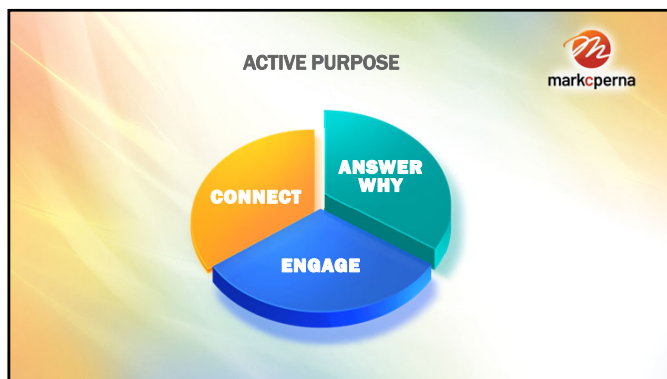 ACTIVE PURPOSE
markcperna
CONNECT
ANSWER
WHY
ENGAGE